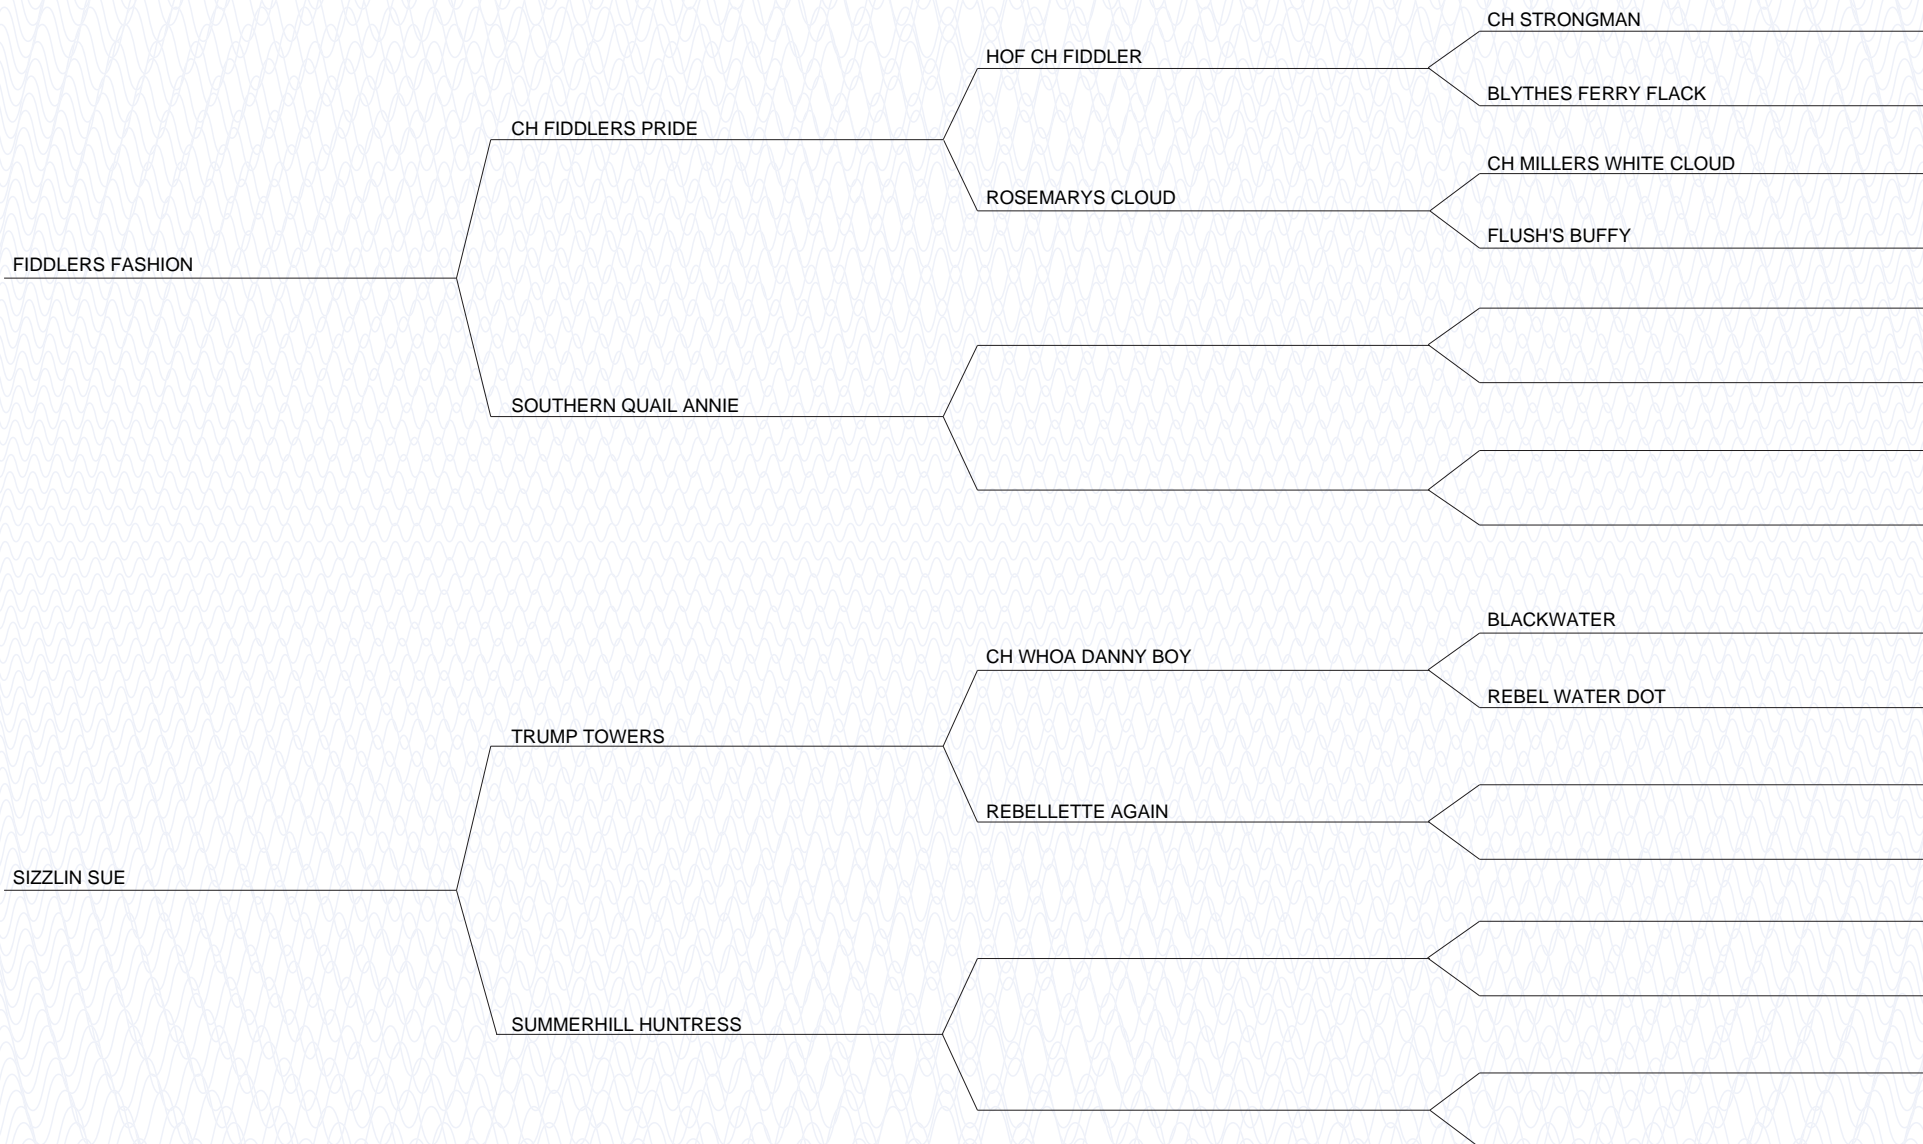 CH STRONGMAN
HOF CH FIDDLER
BLYTHES FERRY FLACK
CH FIDDLERS PRIDE
CH MILLERS WHITE CLOUD
ROSEMARYS CLOUD
FLUSH'S BUFFY
FIDDLERS FASHION
SOUTHERN QUAIL ANNIE
BLACKWATER
CH WHOA DANNY BOY
REBEL WATER DOT
TRUMP TOWERS
REBELLETTE AGAIN
SIZZLIN SUE
SUMMERHILL HUNTRESS